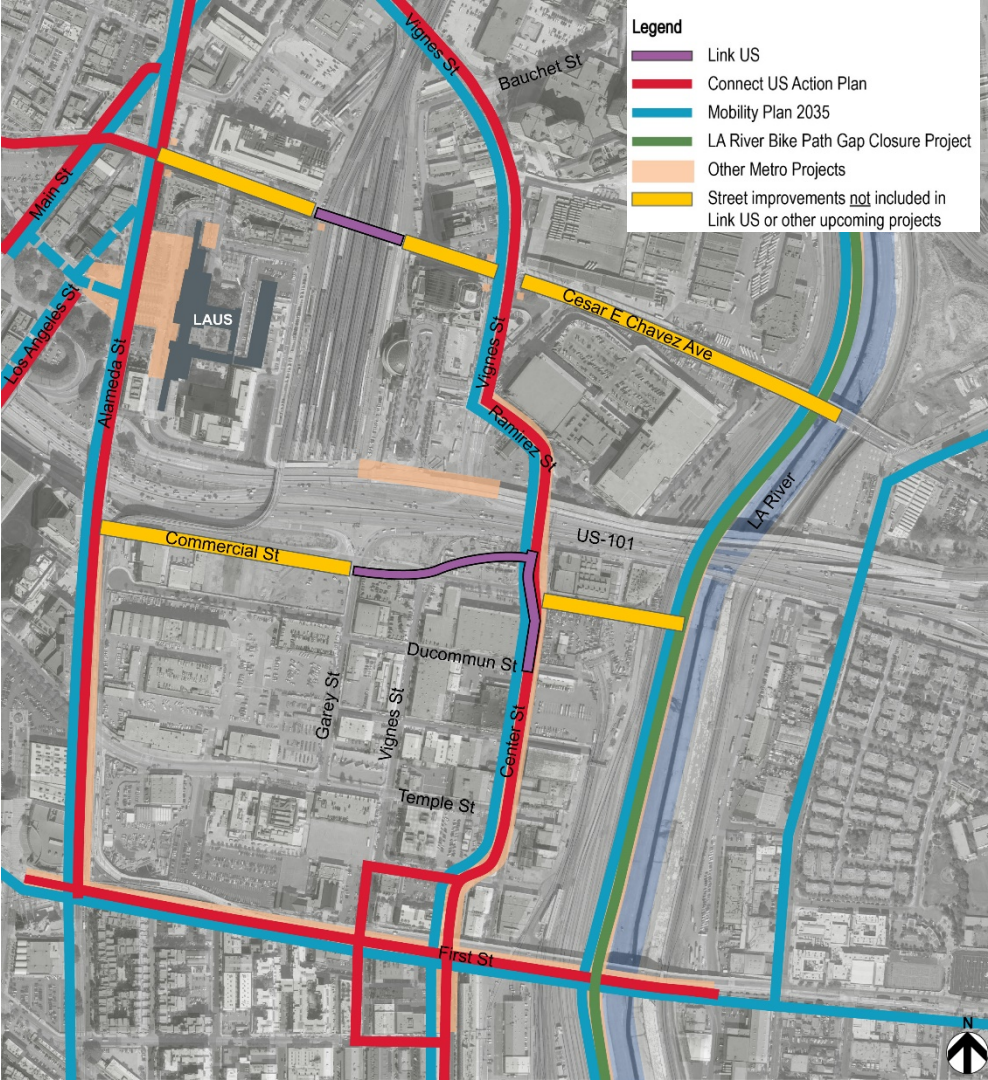 Legend
Link US
Connect US Action Plan
Mobility Plan 2035
LA River Bike Path Gap Closure Project
Other Metro Projects
Street improvements not included in
Link US or other upcoming projects
Vignes St
Bauchet St
Main St
LAUS
Los Angeles St
Alameda St
Cesar E Chavez Ave
Vignes St
Ramirez St
LA River
US-101
Commercial St
Ducommun St
Garey St
Vignes St
Center St
Temple St
First St
N